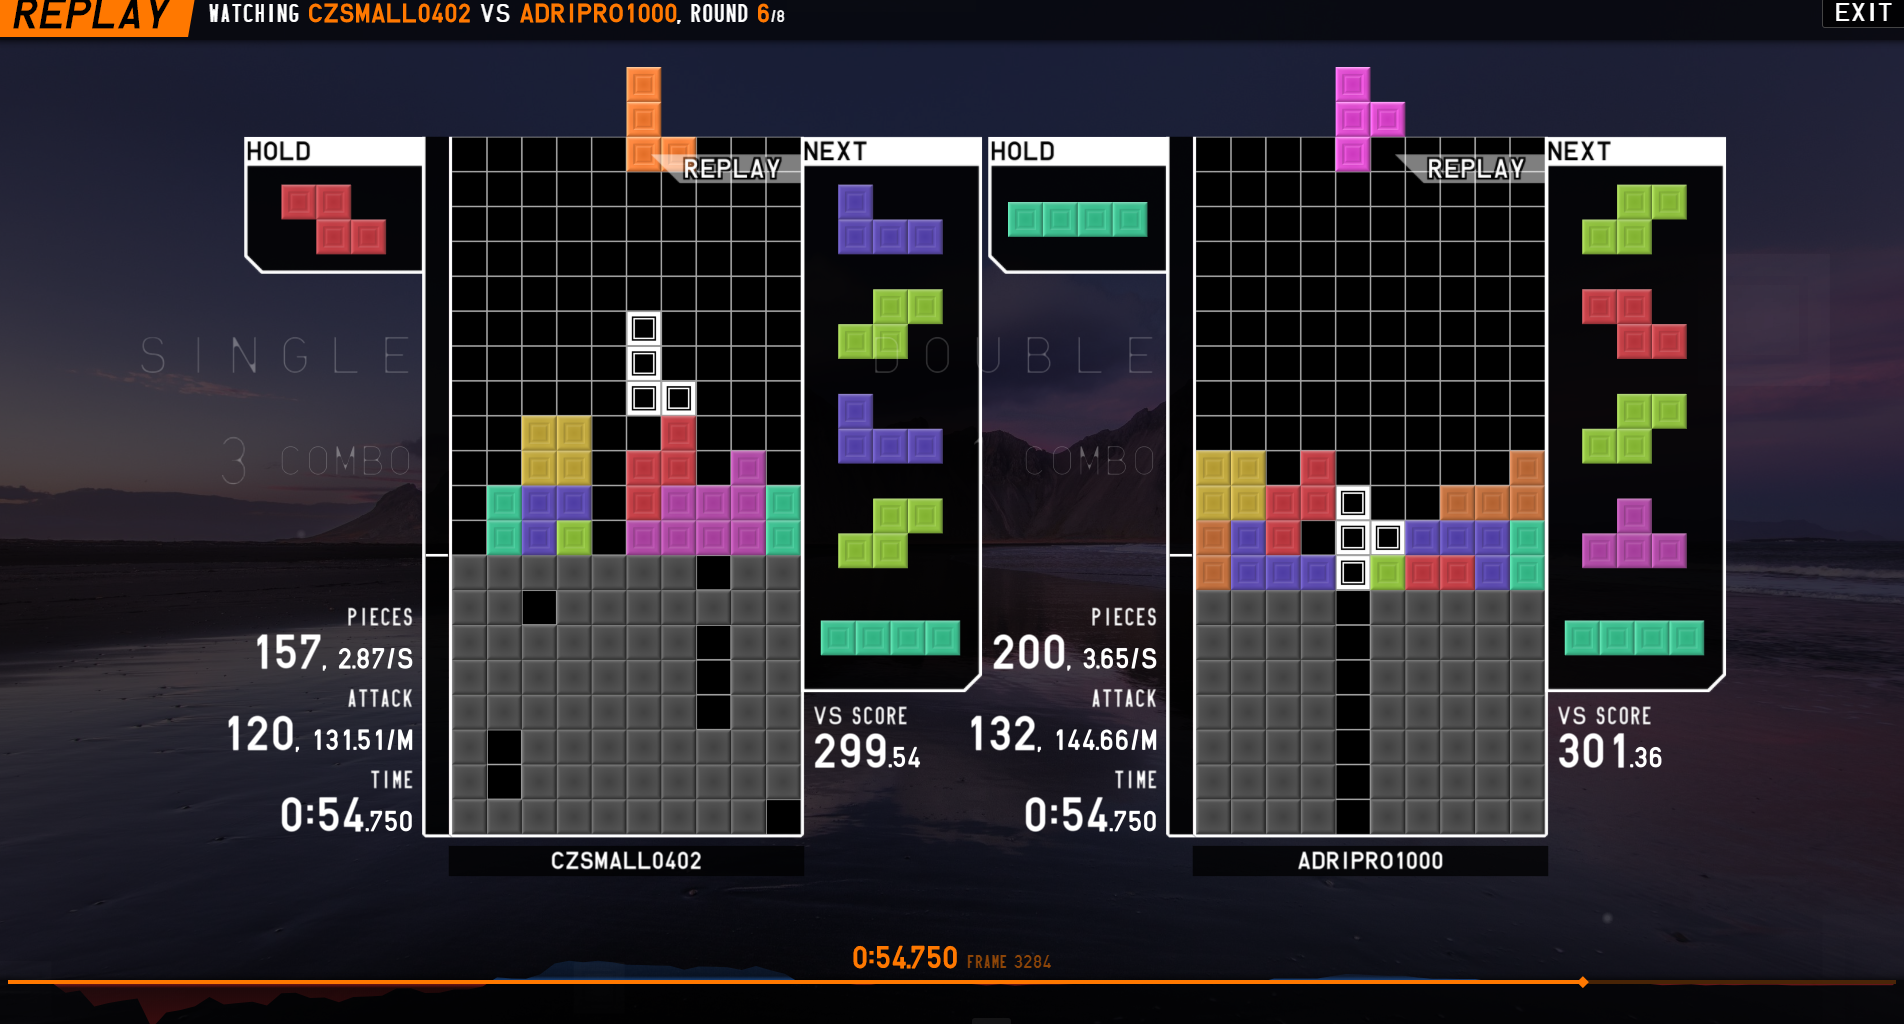 REPLAY
WATCHING CZSMALL0402 VS ADRIPRO1000, ROUND 6/8
EXIT
HOLD
REPLAY
NEXT
SINGLE
3 COMBO
PIECES
157, 2.87/S
ATTACK
120, 131.51/M
TIME
0:54.750
VS SCORE
299.54
CZSMALL0402
HOLD
REPLAY
NEXT
DOUBLE
1 COMBO
PIECES
200, 3.65/S
ATTACK
132, 144.66/M
TIME
0:54.750
VS SCORE
301.36
ADRIPRO1000
0:54.750 FRAME 3284